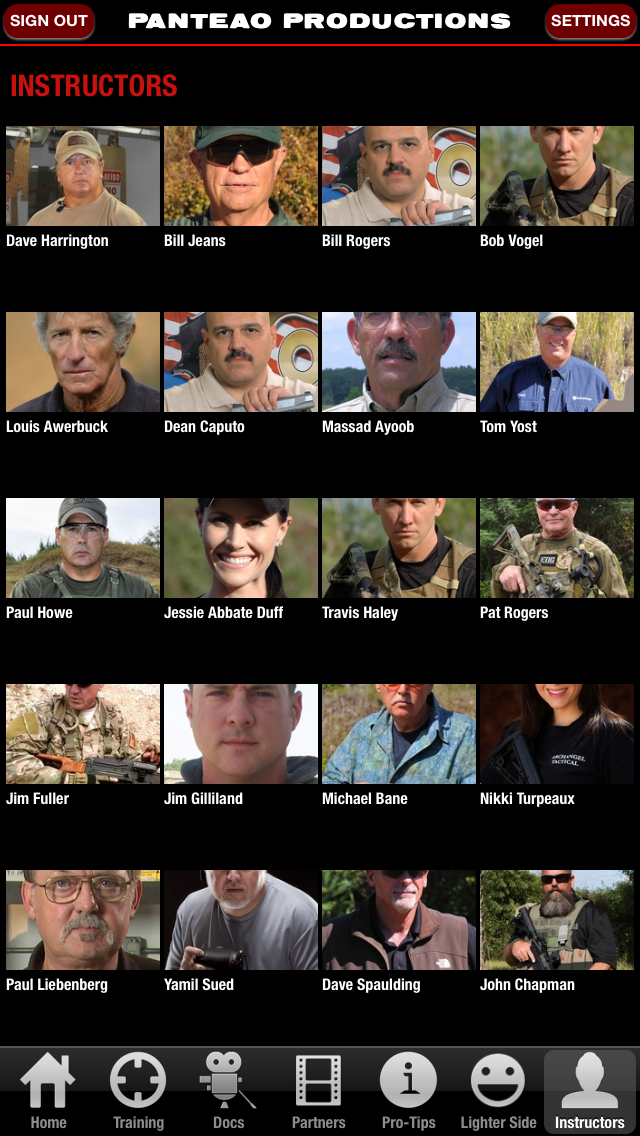 SIGN OUT
PANTEAO PRODUCTIONS
SETTINGS
INSTRUCTORS
Dave Harrington
Bill Jeans
Bill Rogers
Bob Vogel
Louis Awerbuck
Dean Caputo
Massad Ayoob
Tom Yost
Paul Howe
Jessie Abbate Duff
Travis Haley
Pat Rogers
ARCHANGEL
TACTICAL
Jim Fuller
Jim Gilliland
Michael Bane
Nikki Turpeaux
Paul Liebenberg
Yamil Sued
Dave Spaulding
John Chapman
Home
Training
Docs
Partners
Pro-Tips
Lighter Side
Instructors